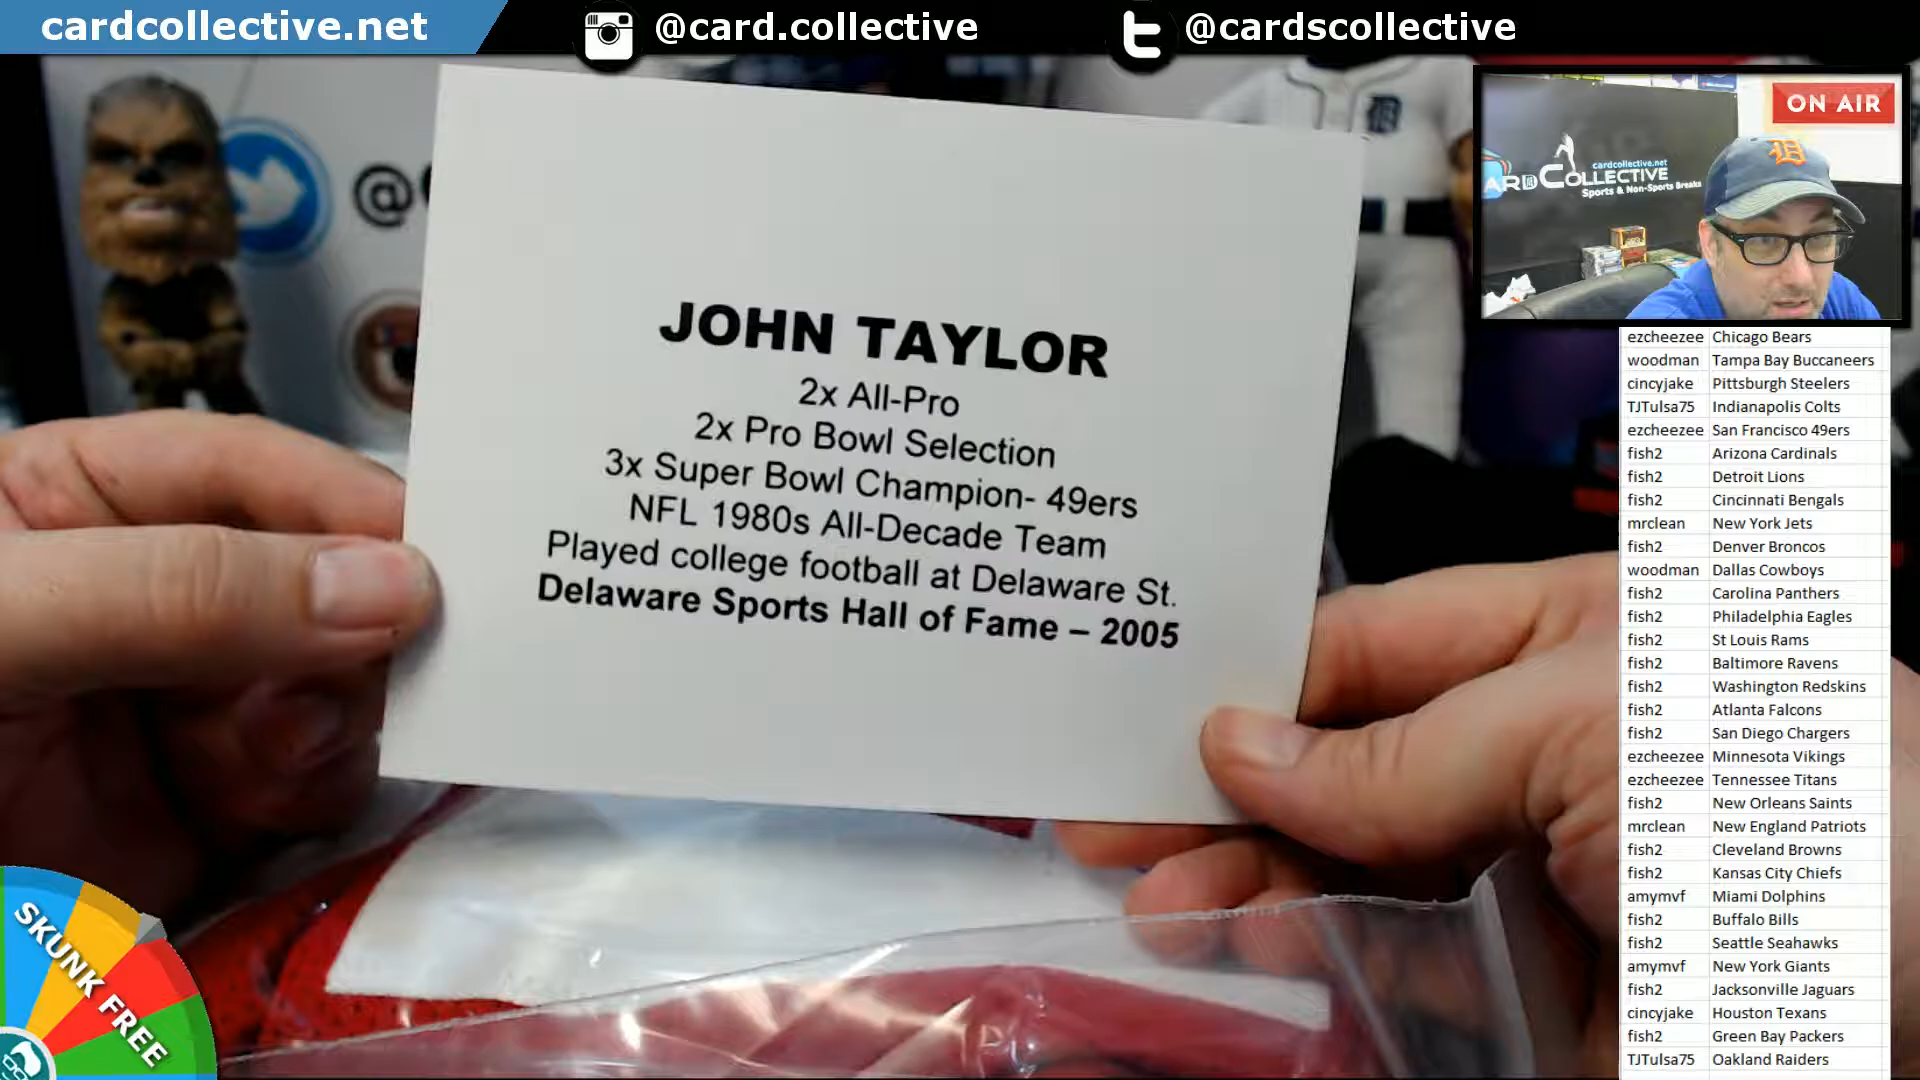 cardcollective.net
@card.collective
@cardscollective
ON AIR
cardcollective.net
CARD COLLECTIVE
Sports & Non-Sports Breaks
JOHN TAYLOR
2x All-Pro
2x Pro Bowl Selection
3x Super Bowl Champion- 49ers
NFL 1980s All-Decade Team
Played college football at Delaware St.
Delaware Sports Hall of Fame – 2005
SKUNK FREE
ezcheezee Chicago Bears
woodman Tampa Bay Buccaneers
cincyjake Pittsburgh Steelers
TJTulsa75 Indianapolis Colts
ezcheezee San Francisco 49ers
fish2 Arizona Cardinals
fish2 Detroit Lions
fish2 Cincinnati Bengals
mrclean New York Jets
fish2 Denver Broncos
woodman Dallas Cowboys
fish2 Carolina Panthers
fish2 Philadelphia Eagles
fish2 St Louis Rams
fish2 Baltimore Ravens
fish2 Washington Redskins
fish2 Atlanta Falcons
fish2 San Diego Chargers
ezcheezee Minnesota Vikings
ezcheezee Tennessee Titans
fish2 New Orleans Saints
mrclean New England Patriots
fish2 Cleveland Browns
fish2 Kansas City Chiefs
amymvf Miami Dolphins
fish2 Buffalo Bills
fish2 Seattle Seahawks
amymvf New York Giants
fish2 Jacksonville Jaguars
cincyjake Houston Texans
fish2 Green Bay Packers
TJTulsa75 Oakland Raiders